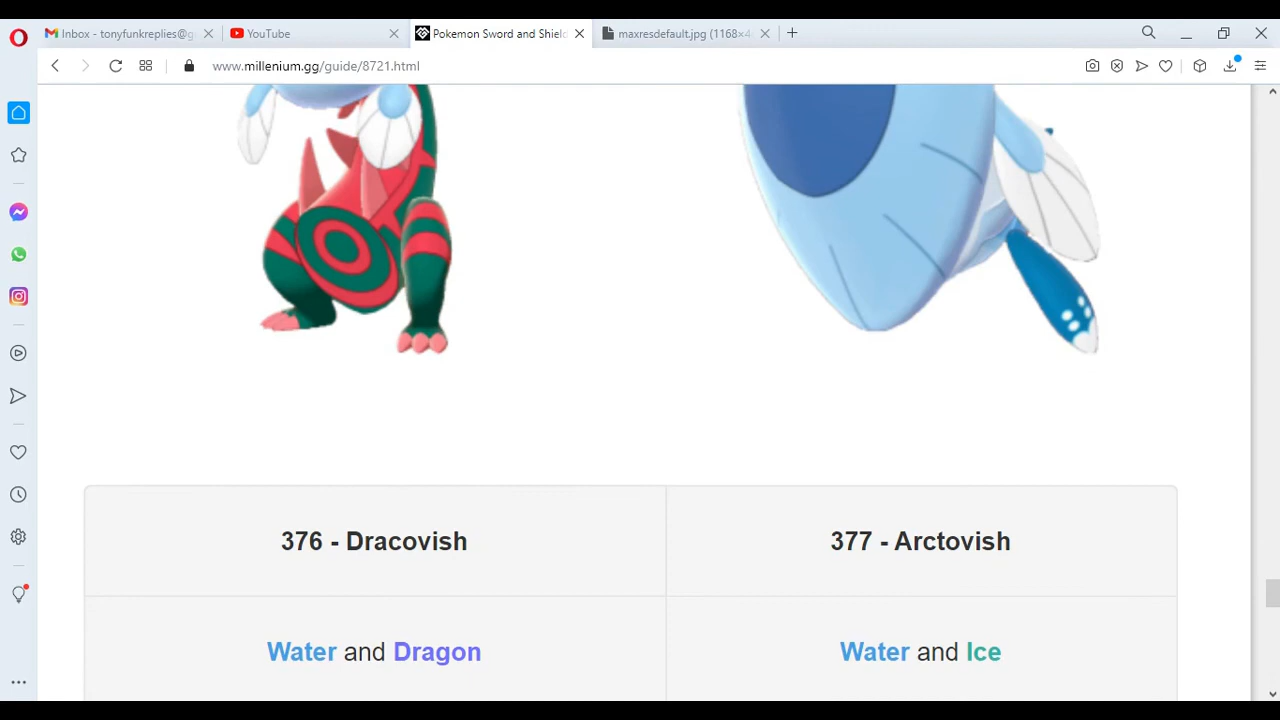 Inbox - tonyfunkreplies@g
YouTube
Pokemon Sword and Shield
maxresdefault.jpg (1168×4
www.millenium.gg/guide/8721.html
376 - Dracovish
377 - Arctovish
Water and Dragon
Water and Ice